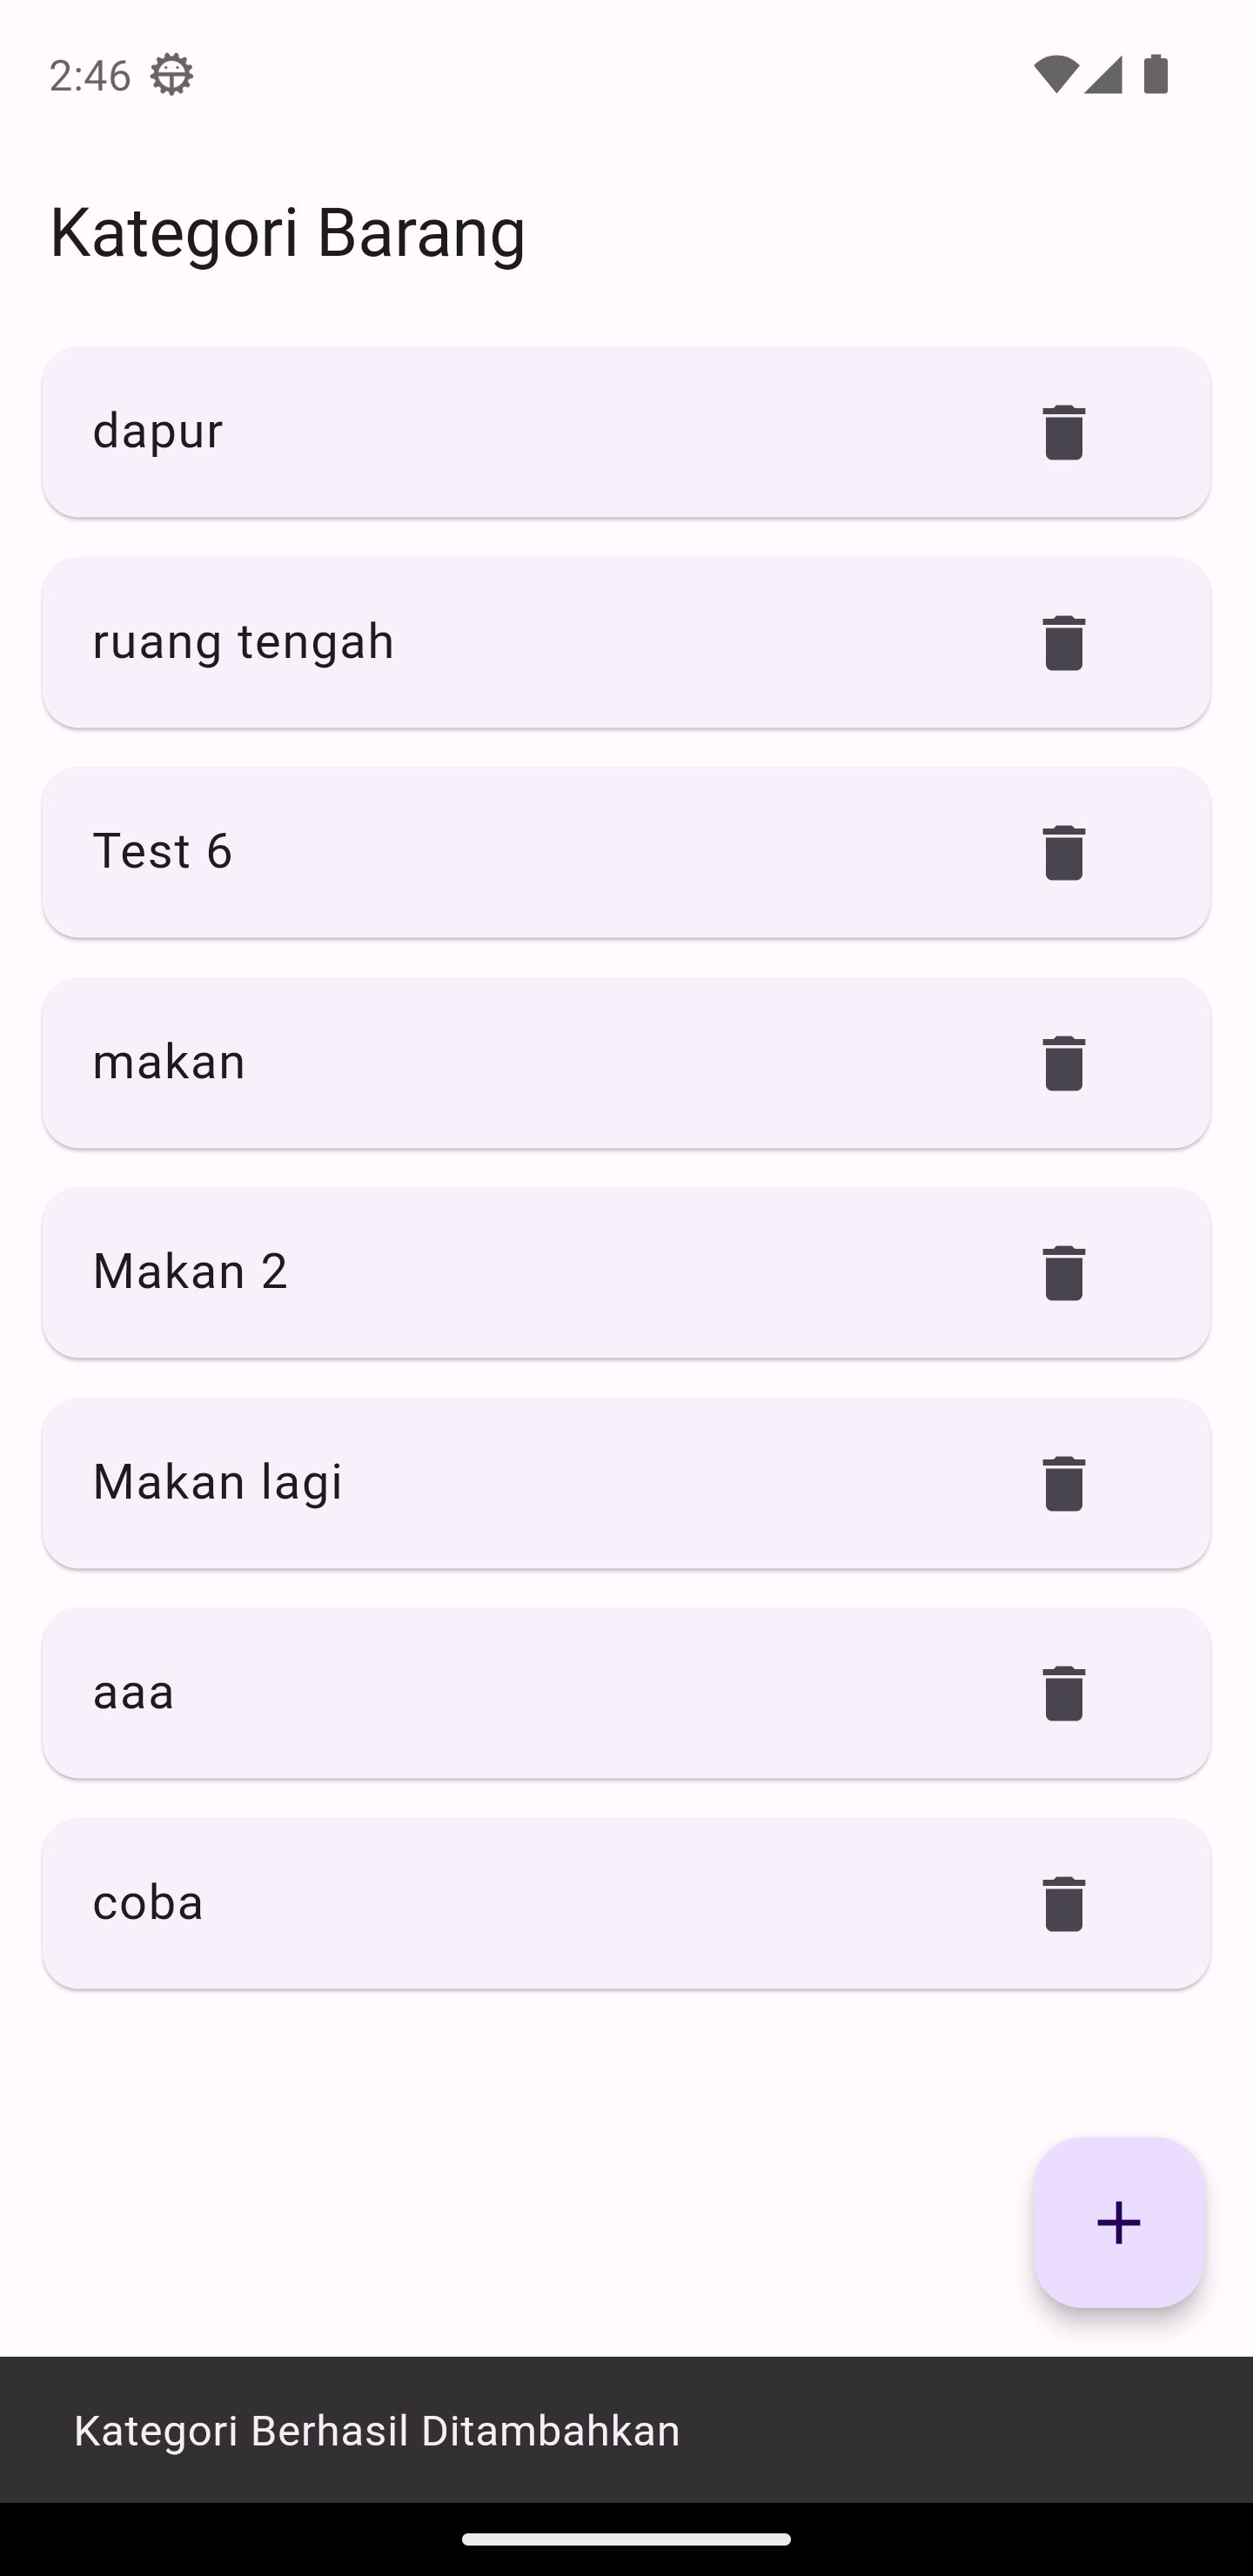 2:46
Kategori Barang
dapur
ruang tengah
Test 6
makan
Makan 2
Makan lagi
aaa
coba
Kategori Berhasil Ditambahkan